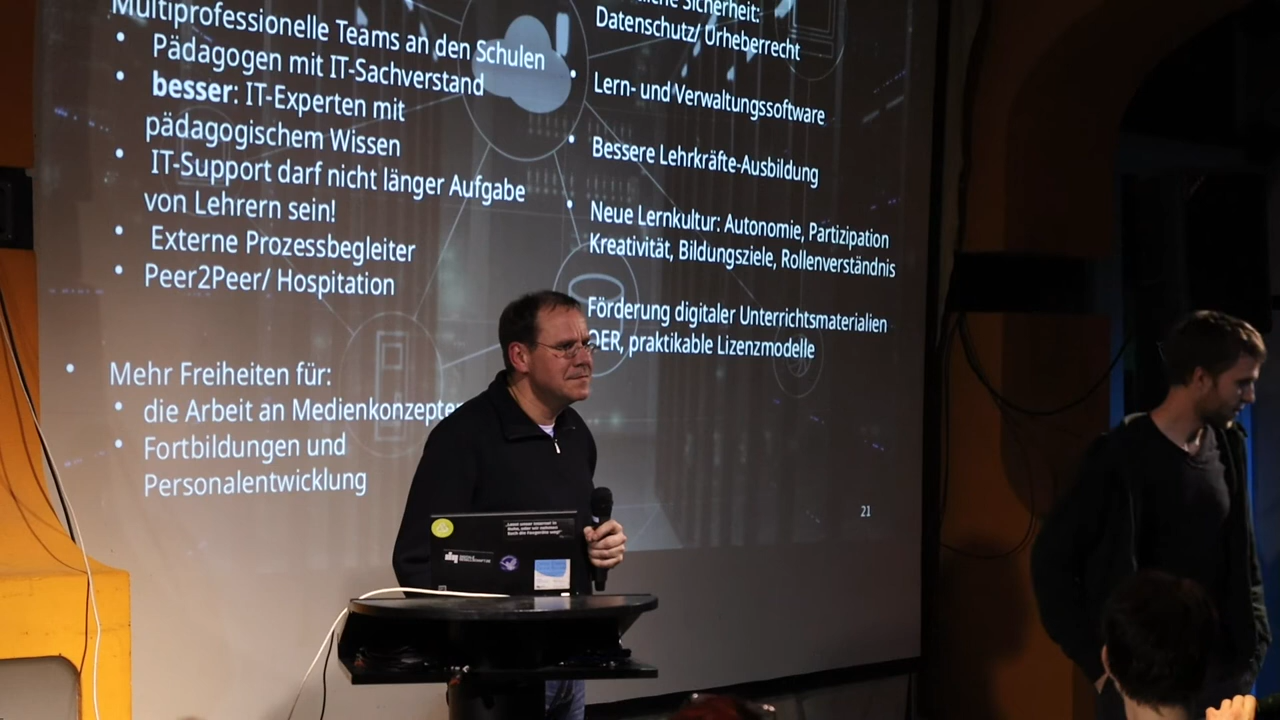 Multiprofessionelle Teams an den Schulen
• Pädagogen mit IT-Sachverstand
• besser: IT-Experten mit
pädagogischem Wissen
• IT-Support darf nicht länger Aufgabe
von Lehrern sein!
• Externe Prozessbegleiter
• Peer2Peer/ Hospitation
• Mehr Freiheiten für:
• die Arbeit an Medienkonzepten
• Fortbildungen und
Personalentwicklung
Sicherheit:
Datenschutz/ Urheberrecht
• Lern- und Verwaltungssoftware
• Bessere Lehrkräfte-Ausbildung
• Neue Lernkultur: Autonomie, Partizipation
Kreativität, Bildungsziele, Rollenverständnis
Förderung digitaler Unterrichtsmaterialien
OER, praktikable Lizenzmodelle
21